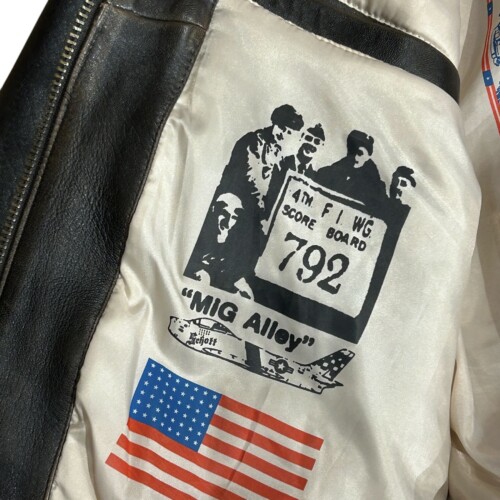 4TH F. I. WG.
SCORE BOARD
792
"MIG Alley"
Schott